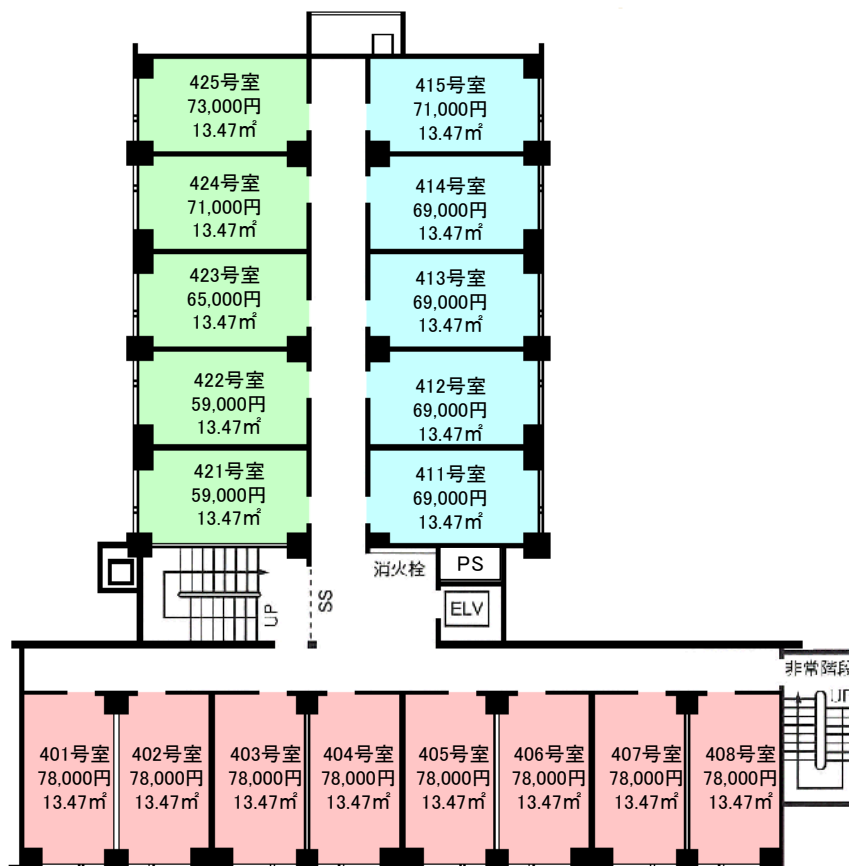 425号室
73,000円
13.47㎡
415号室
71,000円
13.47㎡
424号室
71,000円
13.47㎡
414号室
69,000円
13.47㎡
423号室
65,000円
13.47㎡
413号室
69,000円
13.47㎡
422号室
59,000円
13.47㎡
412号室
69,000円
13.47㎡
421号室
59,000円
13.47㎡
411号室
69,000円
13.47㎡
消火栓
PS
UP
SS
ELV
非常階段
401号室
78,000円
13.47㎡
402号室
78,000円
13.47㎡
403号室
78,000円
13.47㎡
404号室
78,000円
13.47㎡
405号室
78,000円
13.47㎡
406号室
78,000円
13.47㎡
407号室
78,000円
13.47㎡
408号室
78,000円
13.47㎡